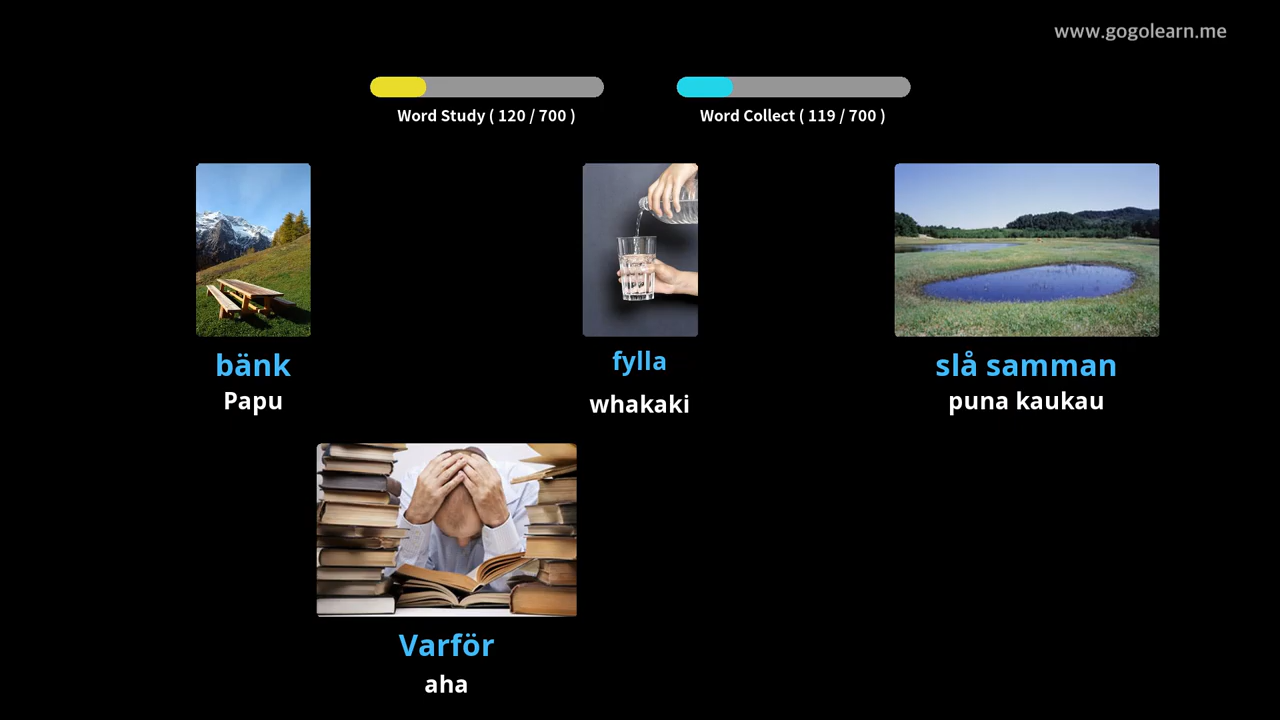 www.gogolearn.me
Word Study ( 120 / 700 )
Word Collect ( 119 / 700 )
bänk
Papu
fylla
whakaki
slå samman
puna kaukau
Varför
aha